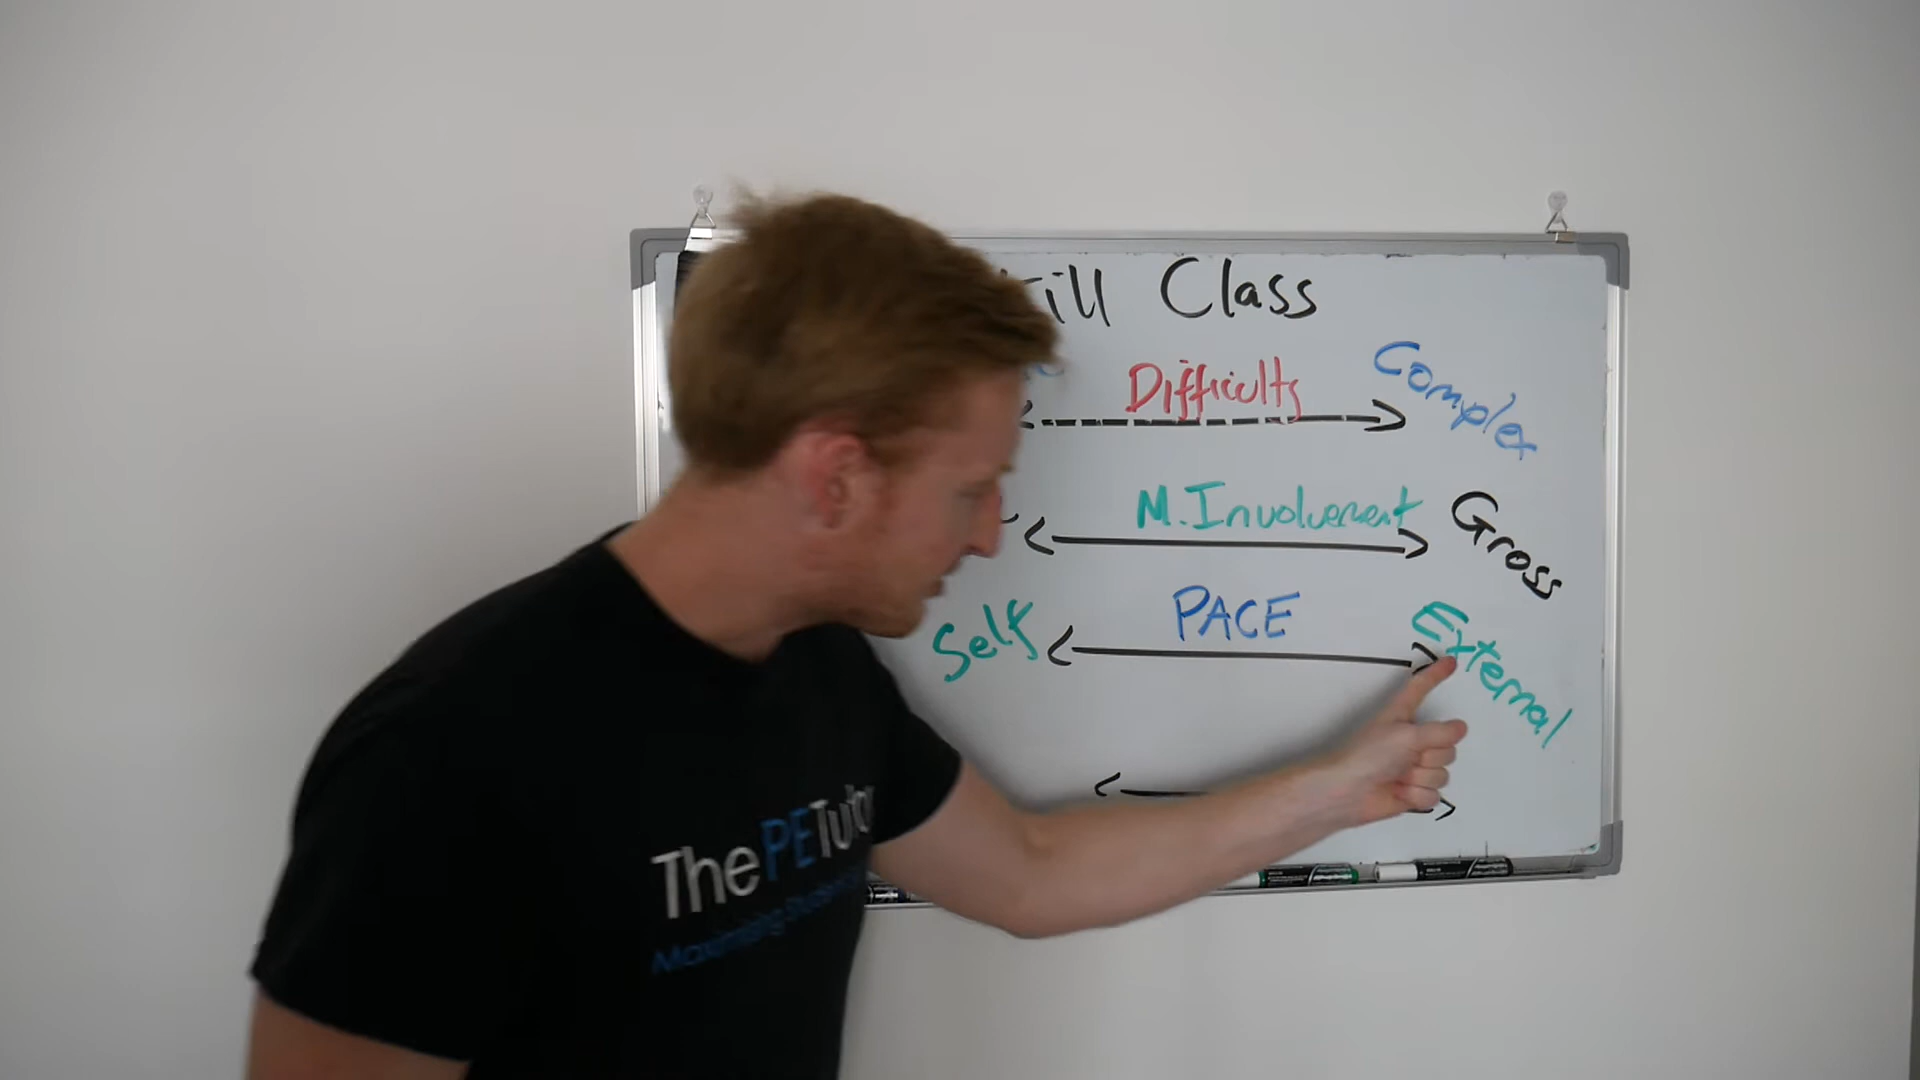 Class
Difficulty
Complex
M. Involvement
Gross
PACE
Self
External
The PE Tutor